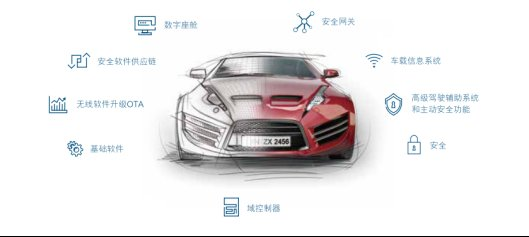 数字座舱
安全网关
安全软件供应链
车载信息系统
无线软件升级OTA
高级驾驶辅助系统
和主动安全功能
基础软件
ZX 2456
安全
域控制器